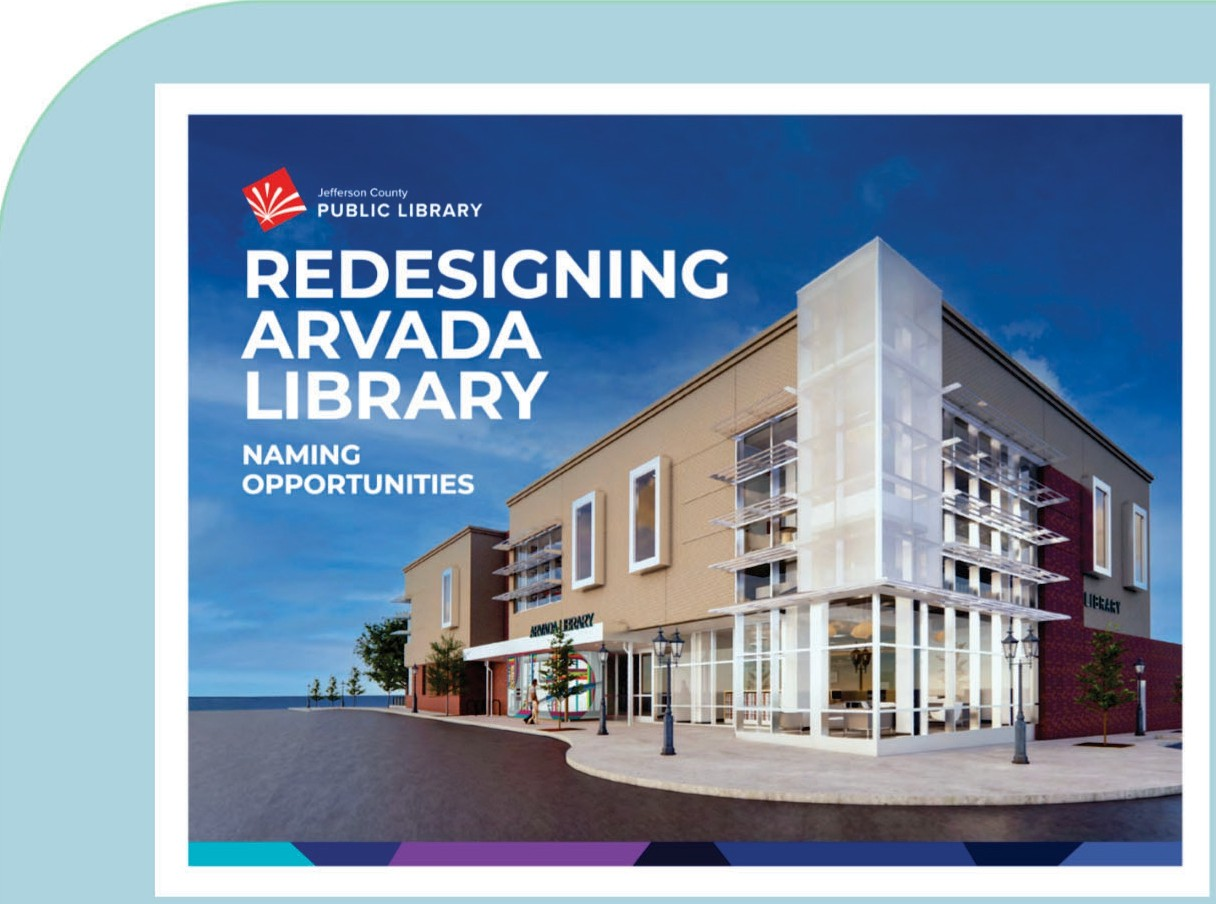 Jefferson County
PUBLIC LIBRARY
REDESIGNING
ARVADA
LIBRARY
NAMING
OPPORTUNITIES
ARVADA LIBRARY
LIBRARY